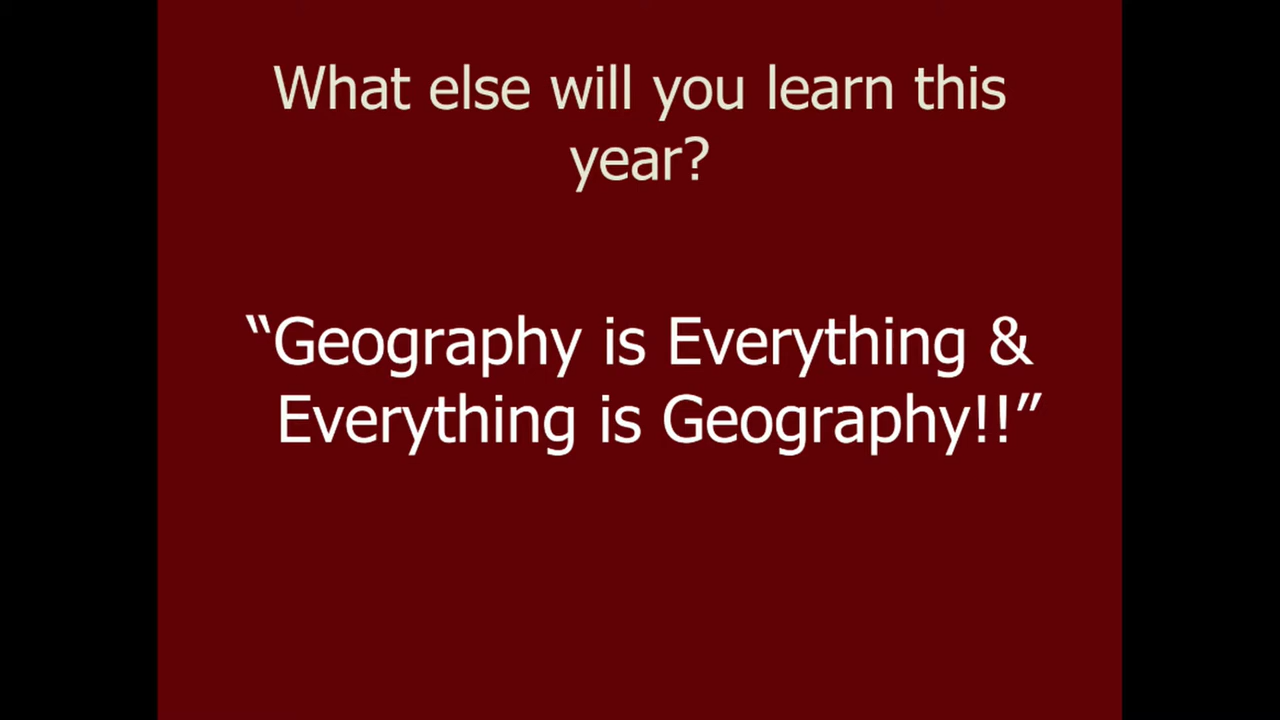 What else will you learn this
year?
“Geography is Everything &
Everything is Geography!!”